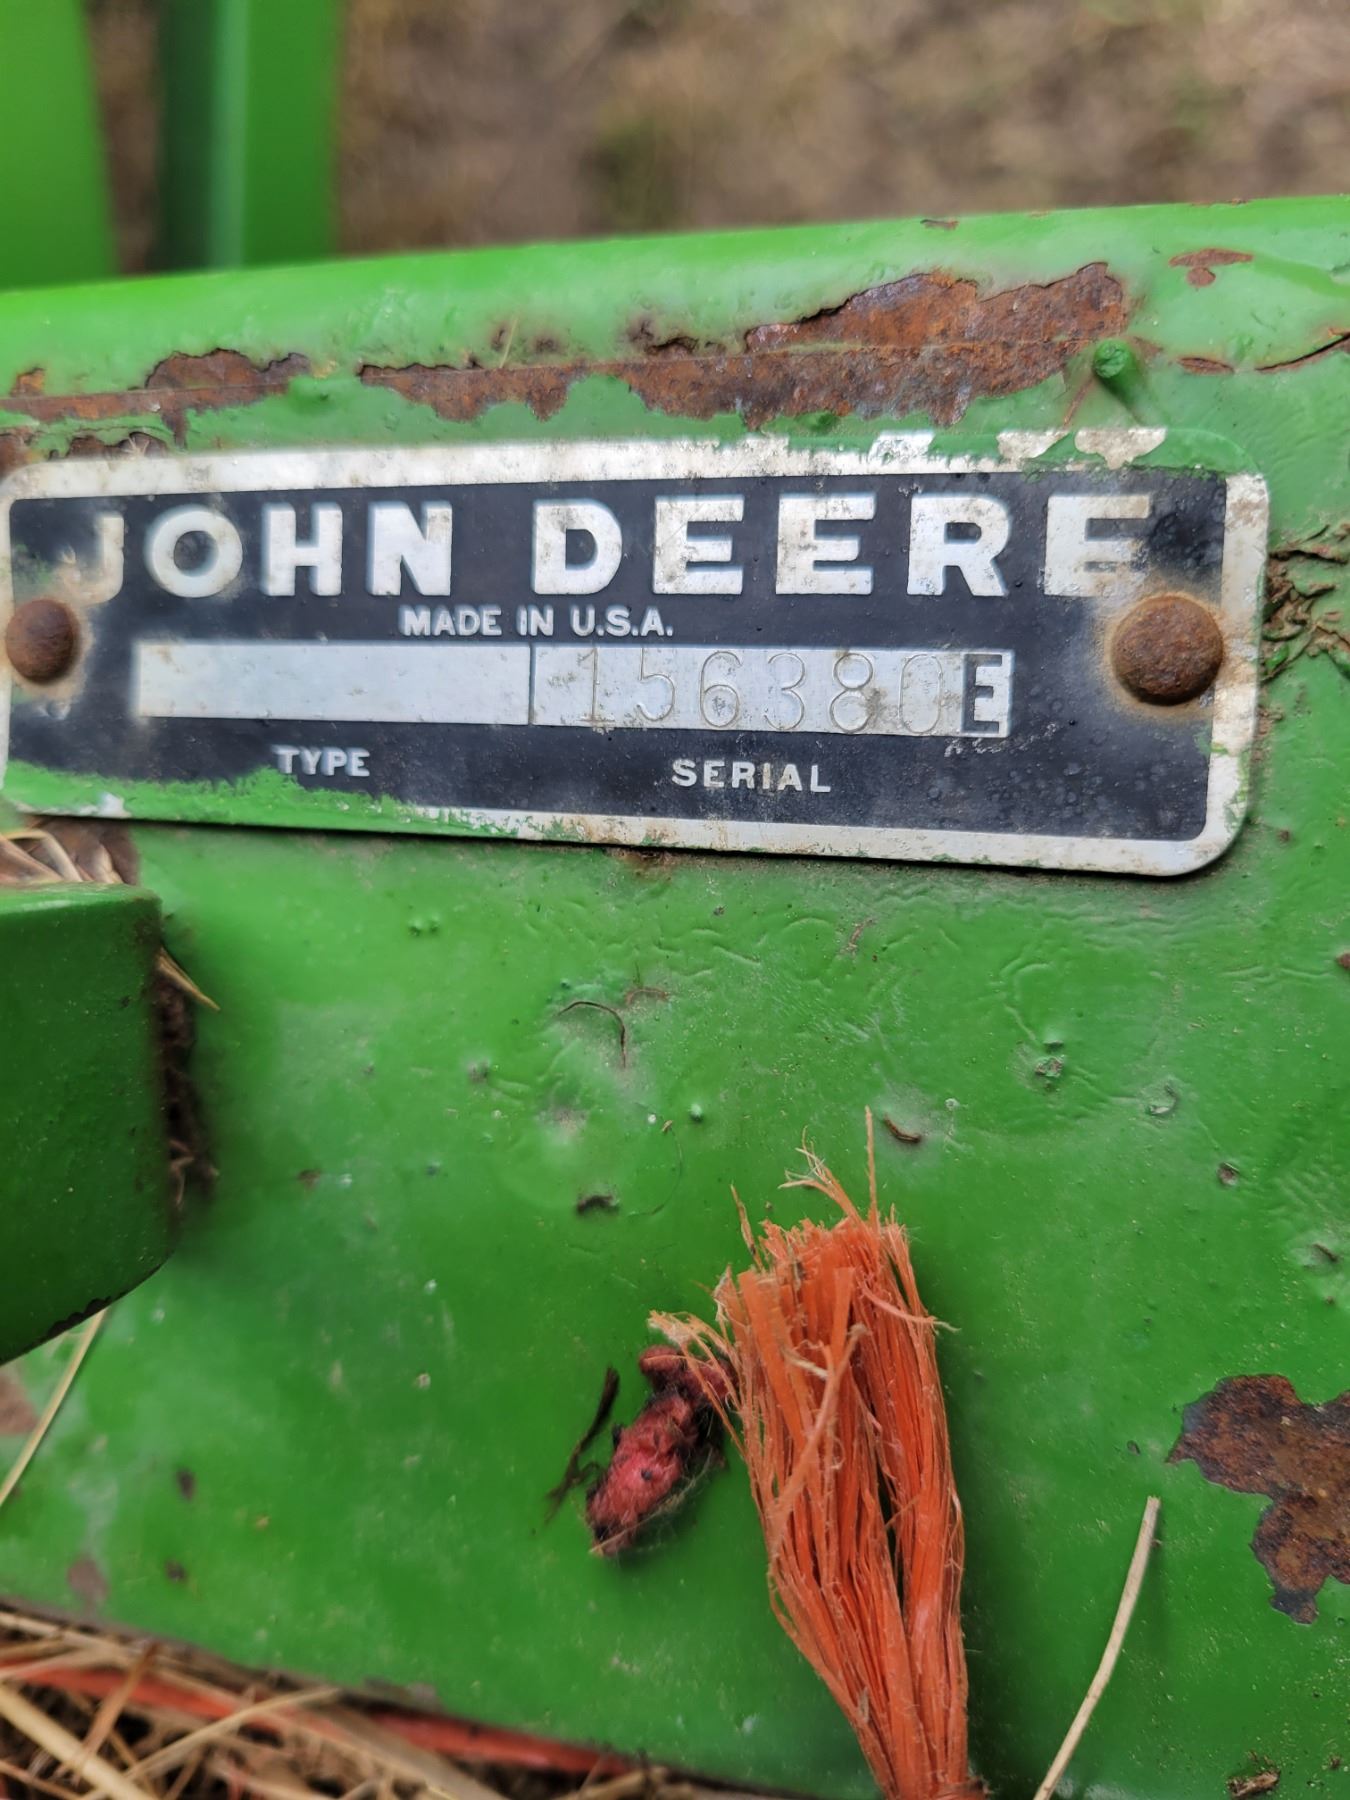 JOHN DEERE
MADE IN U.S.A.
156380E
TYPE SERIAL